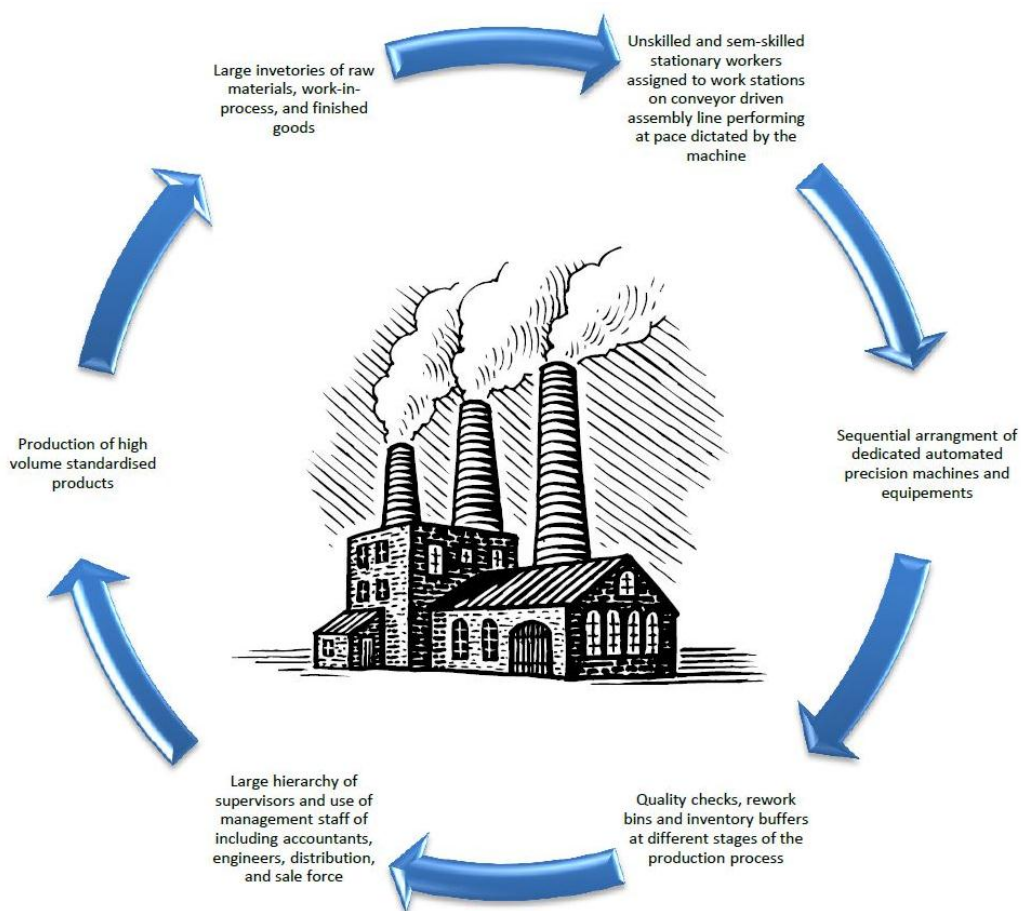 Large invetories of raw
materials, work-in-
process, and finished
goods
Unskilled and sem-skilled
stationary workers
assigned to work stations
on conveyor driven
assembly line performing
at pace dictated by the
machine
Sequential arrangment of
dedicated automated
precision machines and
equipements
Quality checks, rework
bins and inventory buffers
at different stages of the
production process
Large hierarchy of
supervisors and use of
management staff of
including accountants,
engineers, distribution,
and sale force
Production of high
volume standardised
products